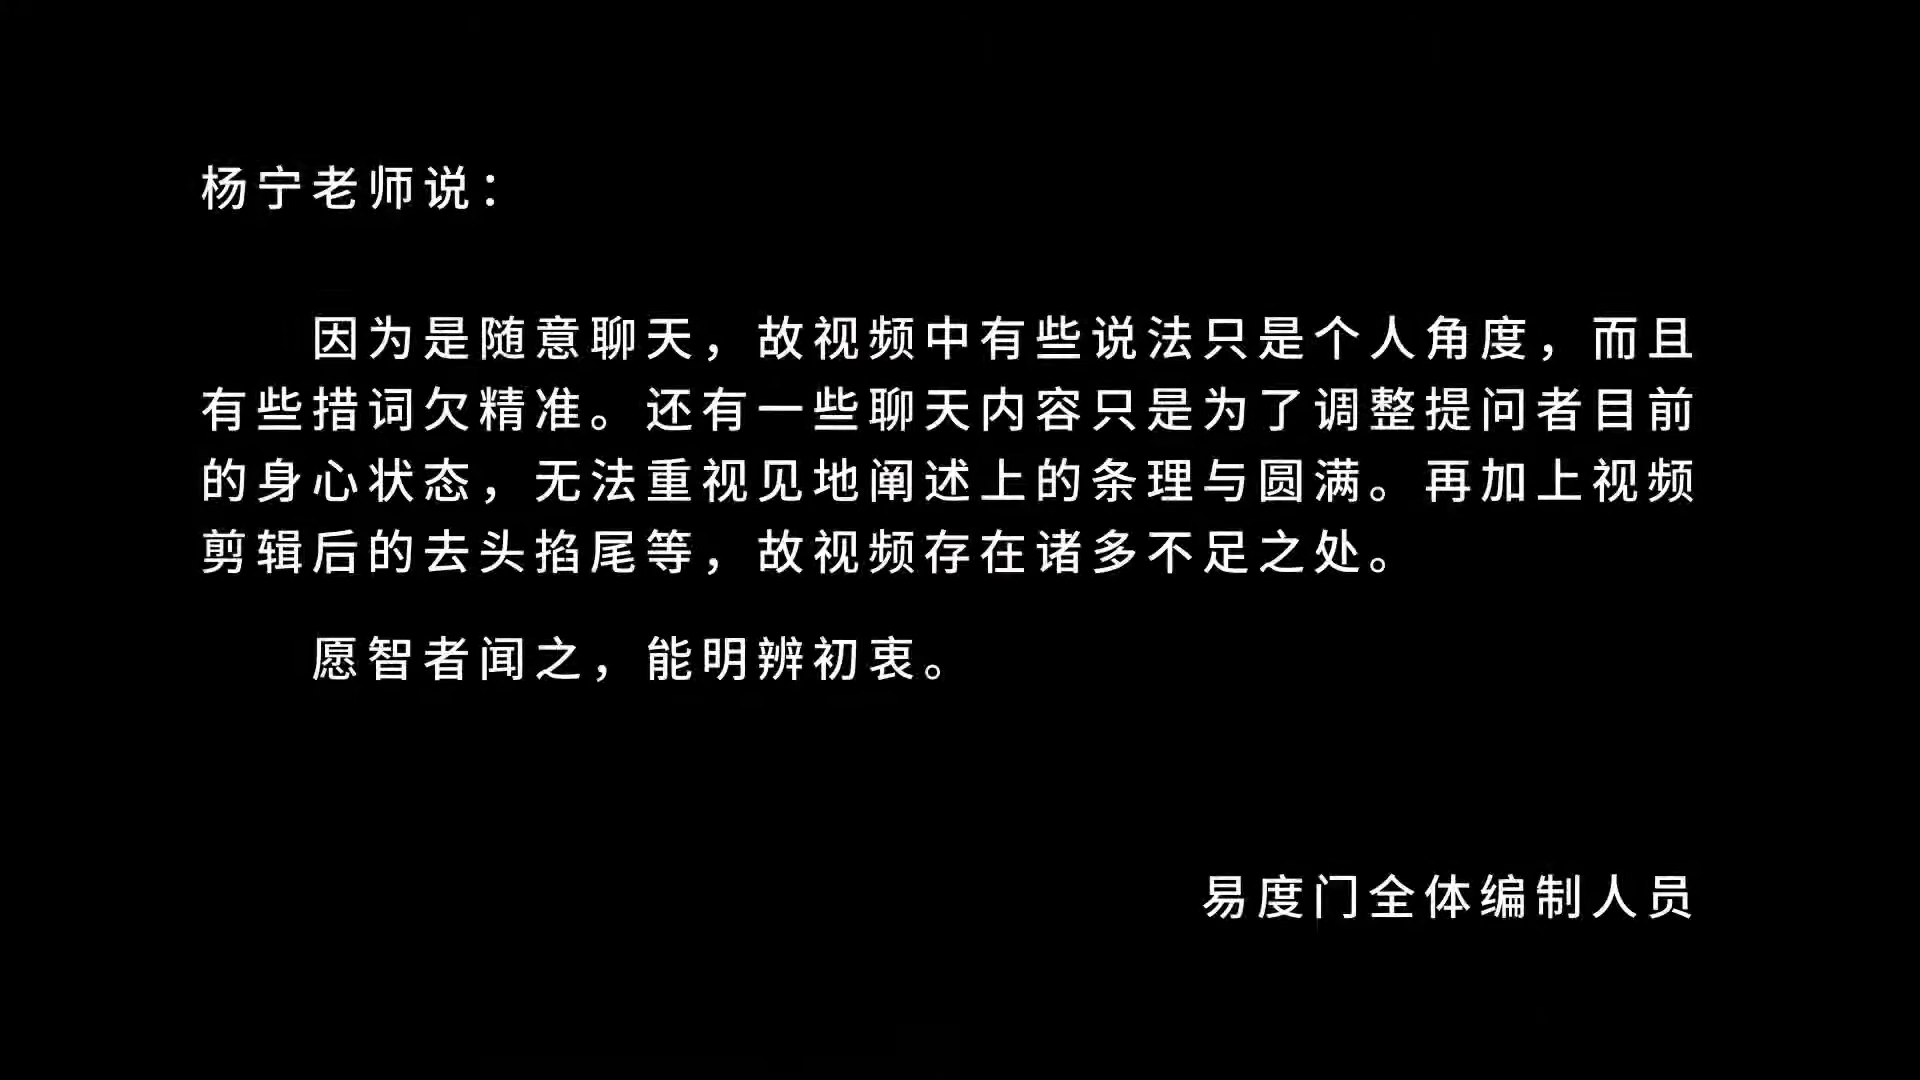 杨宁老师说：
因为是随意聊天，故视频中有些说法只是个人角度，而且
有些措词欠精准。还有一些聊天内容只是为了调整提问者目前
的身心状态，无法重视见地阐述上的条理与圆满。再加上视频
剪辑后的去头掐尾等，故视频存在诸多不足之处。
愿智者闻之，能明辨初衷。
易度门全体编制人员